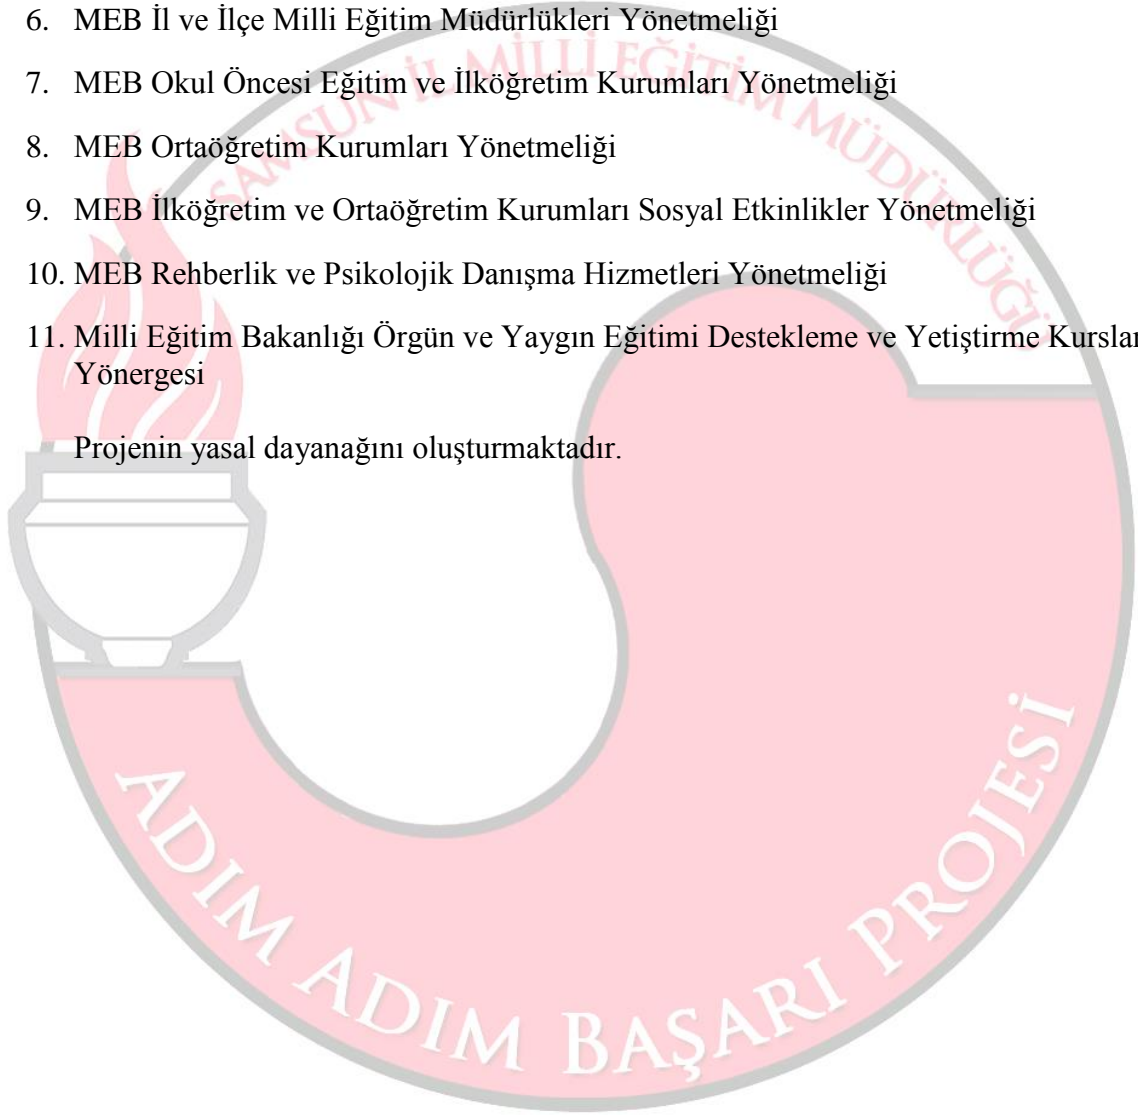 6. MEB İl ve İlçe Milli Eğitim Müdürlükleri Yönetmeliği
7. MEB Okul Öncesi Eğitim ve İlköğretim Kurumları Yönetmeliği
8. MEB Ortaöğretim Kurumları Yönetmeliği
9. MEB İlköğretim ve Ortaöğretim Kurumları Sosyal Etkinlikler Yönetmeliği
10. MEB Rehberlik ve Psikolojik Danışma Hizmetleri Yönetmeliği
11. Milli Eğitim Bakanlığı Örgün ve Yaygın Eğitimi Destekleme ve Yetiştirme Kursları
Yönergesi
Projenin yasal dayanağını oluşturmaktadır.
SAMSUN İL MİLLİ EĞİTİM MÜDÜRLÜĞÜ
ADIM ADIM BAŞARI PROJESİ